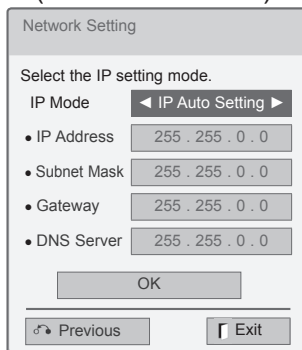 Network Setting
Select the IP setting mode.
IP Mode ◄ IP Auto Setting ►
• IP Address 255 . 255 . 0 . 0
• Subnet Mask 255 . 255 . 0 . 0
• Gateway 255 . 255 . 0 . 0
• DNS Server 255 . 255 . 0 . 0
OK
Previous Exit